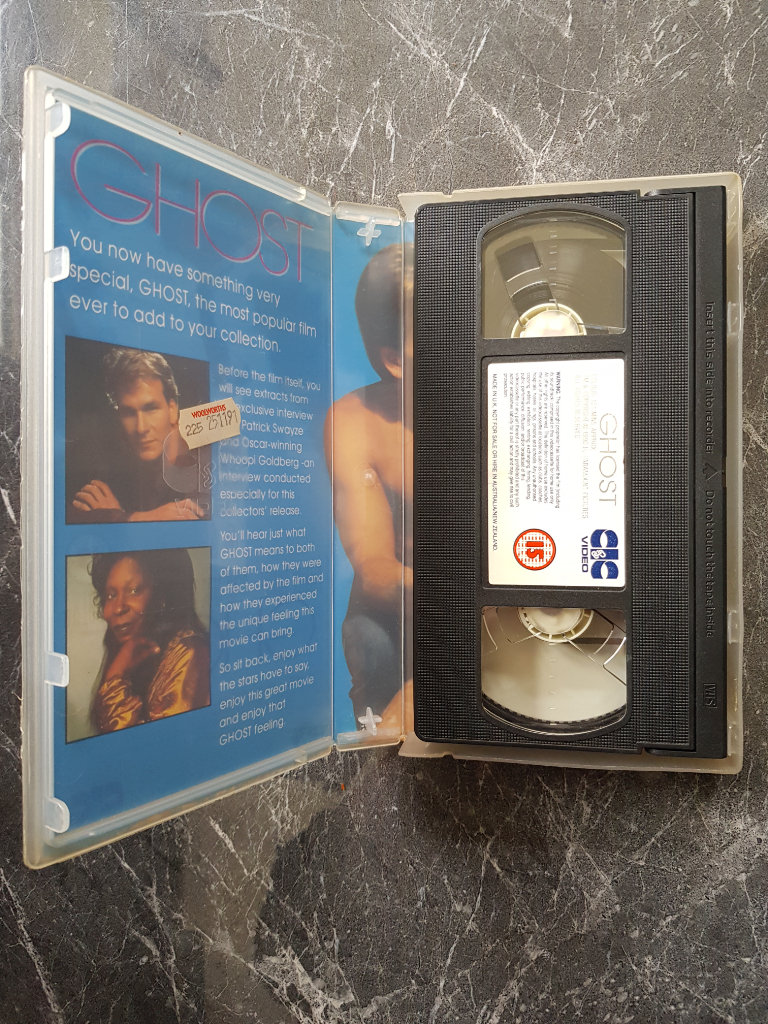 GHOST
You now have something very
special, GHOST, the most popular film
ever to add to your collection.
Before the film itself, you
will see extracts from
exclusive interview
Patrick Swayze
and Oscar-winning
Whoopi Goldberg -an
interview conducted
especially for this
collectors' release.
You'll hear just what
GHOST means to both
of them, how they were
affected by the film and
how they experienced
the unique feeling this
movie can bring.
So sit back, enjoy what
the stars have to say,
enjoy this great movie
and enjoy that
GHOST feeling.
WOOLWORTHS
225 251191
GHOST
CIC
VIDEO
15
WARNING
MADE IN U.K. NOT FOR SALE OR HIRE IN AUSTRALIA/NEW ZEALAND.
Insert this side into recorder
Do not touch the tape inside
VHS